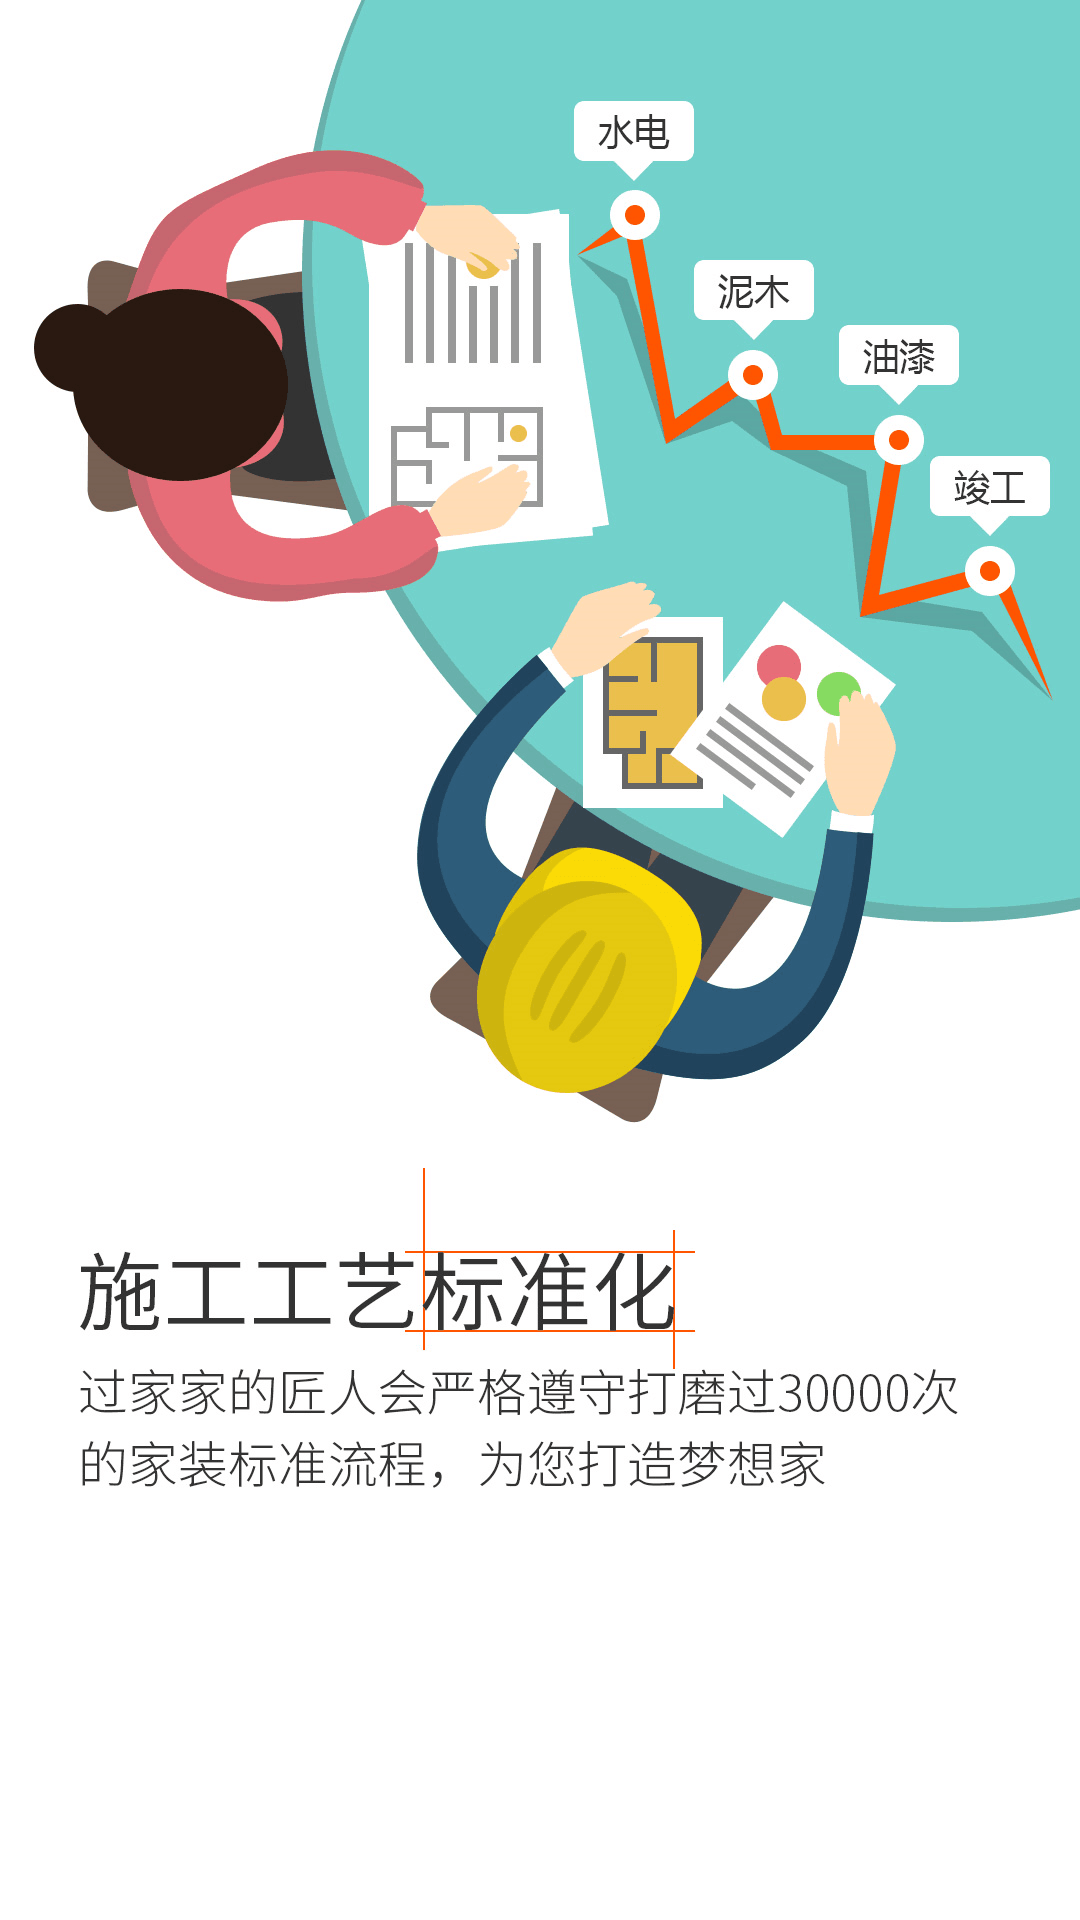 水电
泥木
油漆
竣工
施工工艺标准化
过家家的匠人会严格遵守打磨过30000次
的家装标准流程，为您打造梦想家